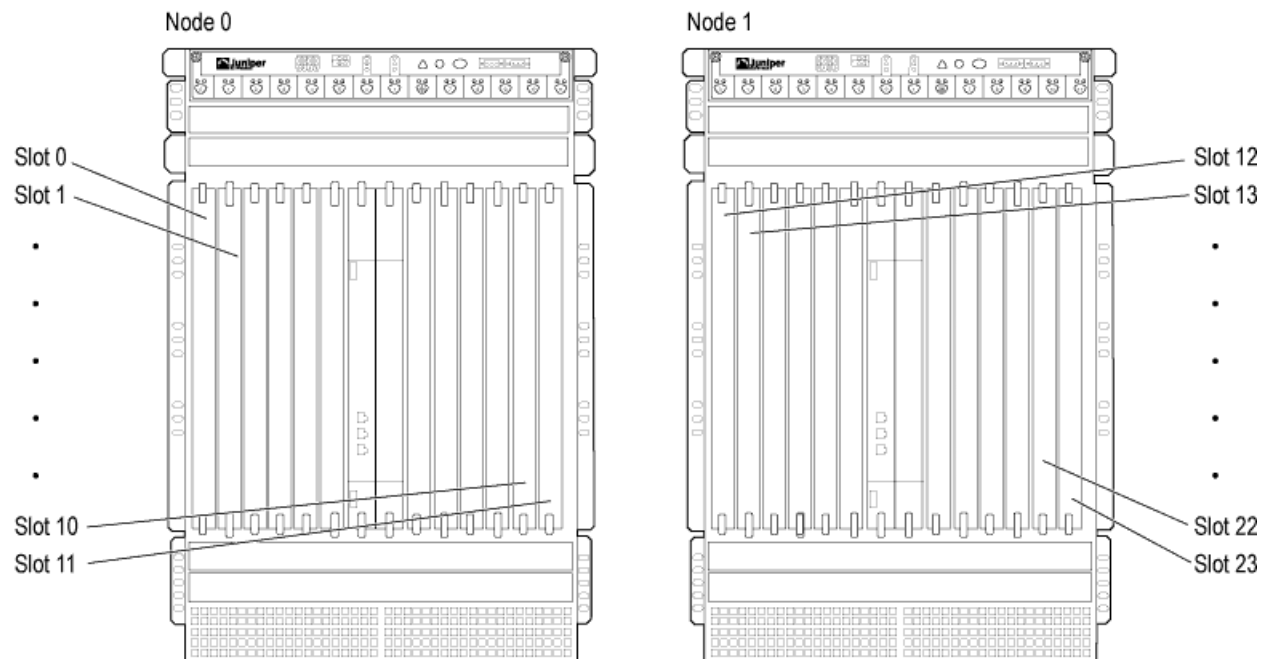 Node 0
Node 1
Juniper
Juniper
Slot 0
Slot 1
Slot 12
Slot 13
Slot 10
Slot 11
Slot 22
Slot 23